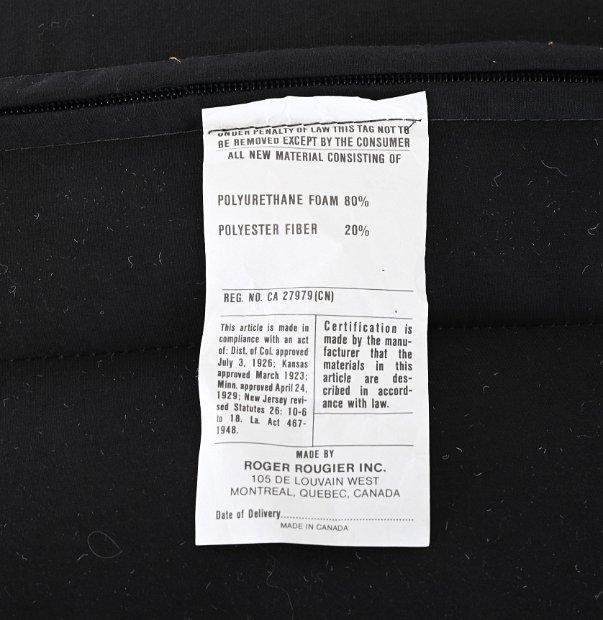 UNDER PENALTY OF LAW THIS TAG NOT TO
BE REMOVED EXCEPT BY THE CONSUMER
ALL NEW MATERIAL CONSISTING OF
POLYURETHANE FOAM 80%
POLYESTER FIBER 20%
REG. NO. CA 27979 (CN)
This article is made in
compliance with an act
of: Dist. of Col. approved
July 3, 1926; Kansas
approved March 1923;
Minn. approved April 24,
1929; New Jersey revi-
sed Statutes 26: 10-6
to 18. La. Act 467-
1948.
Certification is
made by the manu-
facturer that the
materials in this
article are des-
cribed in accord-
ance with law.
MADE BY
ROGER ROUGIER INC.
105 DE LOUVAIN WEST
MONTREAL, QUEBEC, CANADA
Date of Delivery........................................
MADE IN CANADA